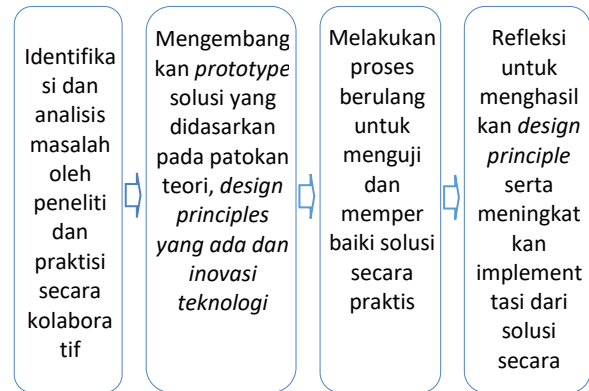 Identifika
si dan
analisis
masalah
oleh
peneliti
dan
praktisi
secara
kolabora
tif
Mengembang
kan prototype
solusi yang
didasarkan
pada patokan
teori, design
principles
yang ada dan
inovasi
teknologi
Melakukan
proses
berulang
untuk
menguji
dan
memper
baiki solusi
secara
praktis
Refleksi
untuk
menghasil
kan design
principle
serta
meningkat
kan
implement
tasi dari
solusi
secara